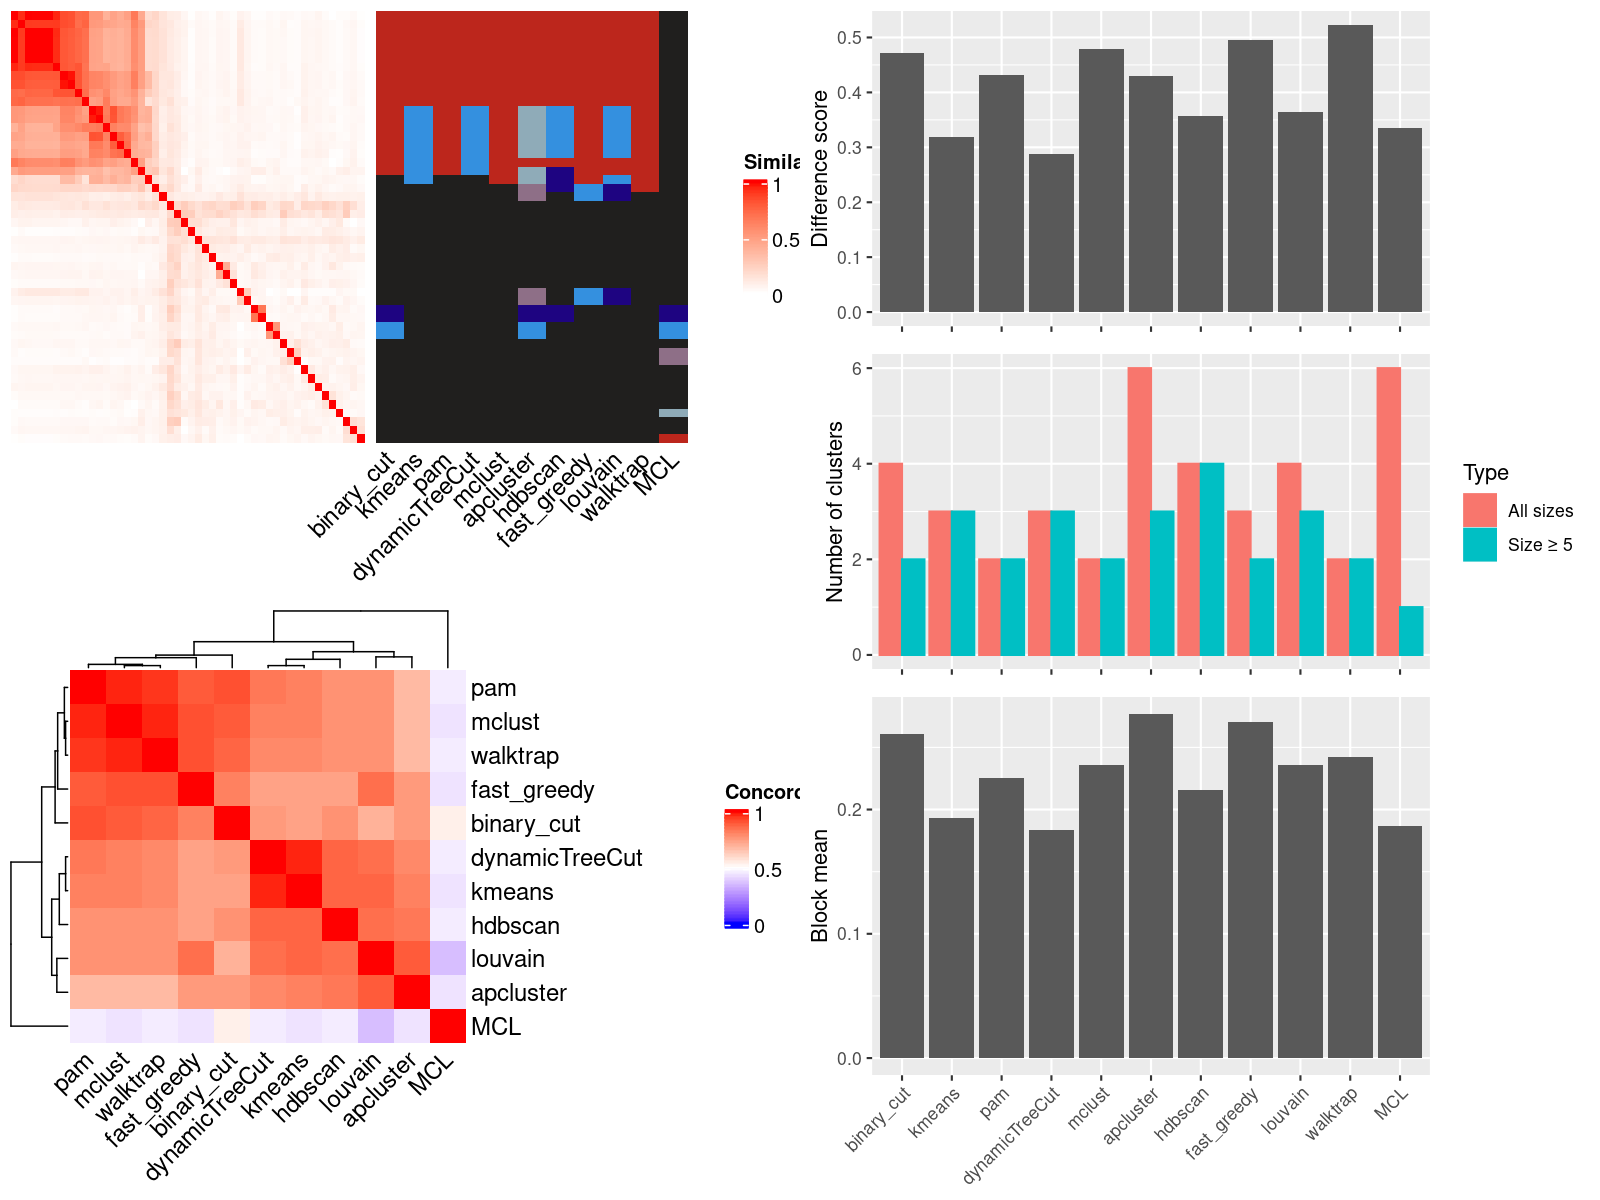 Simila
1
0.5
0
binary_cut
kmeans
pam
dynamicTreeCut
mclust
apcluster
hdbscan
fast_greedy
louvain
walktrap
MCL
pam
mclust
walktrap
fast_greedy
binary_cut
dynamicTreeCut
kmeans
hdbscan
louvain
apcluster
MCL
Concord
1
0.5
0
pam
mclust
walktrap
fast_greedy
binary_cut
dynamicTreeCut
kmeans
hdbscan
louvain
apcluster
MCL
Difference score
0.5
0.4
0.3
0.2
0.1
0.0
Number of clusters
6
4
2
0
Type
All sizes
Size ≥ 5
Block mean
0.2
0.1
0.0
binary_cut
kmeans
pam
dynamicTreeCut
mclust
apcluster
hdbscan
fast_greedy
louvain
walktrap
MCL